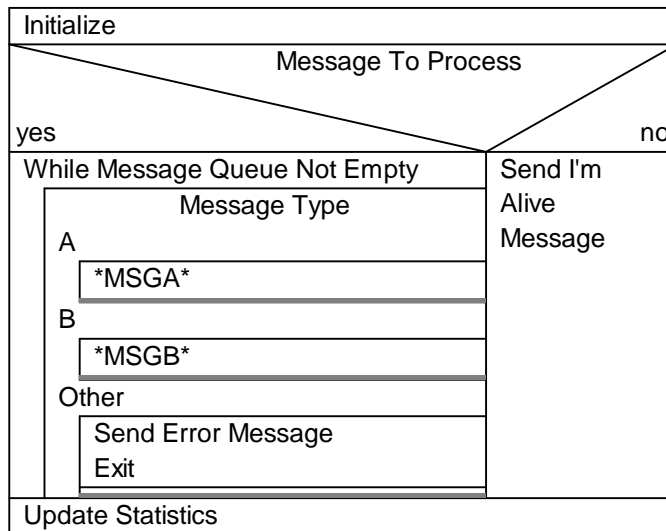 Initialize
Message To Process
yes
no
While Message Queue Not Empty
Message Type
A
*MSGA*
B
*MSGB*
Other
Send Error Message
Exit
Send I'm
Alive
Message
Update Statistics